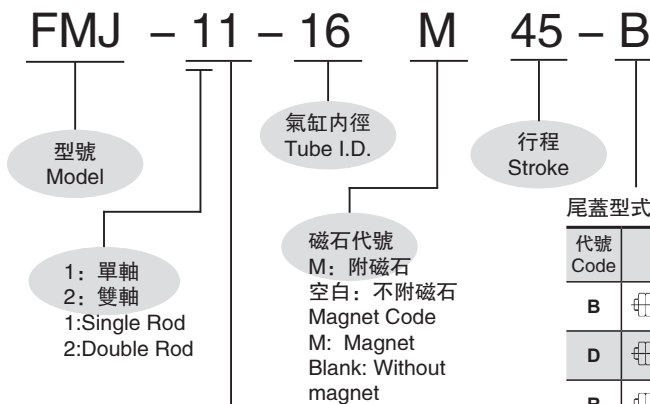 FMJ – 11 – 16 M 45 – B
型號
Model
氣缸内徑
Tube I.D.
行程
Stroke
1：單軸
2：雙軸
1:Single Rod
2:Double Rod
磁石代號
M：附磁石
空白：不附磁石
Magnet Code
M: Magnet
Blank: Without
magnet
尾蓋型式
代號
Code
B
D